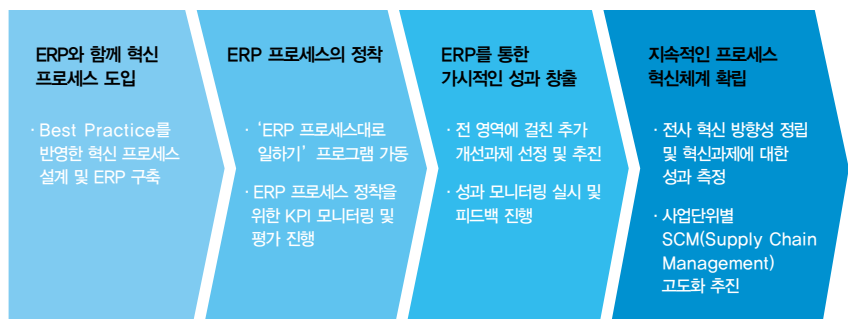 ERP와 함께 혁신
프로세스 도입
· Best Practice를
반영한 혁신 프로세스
설계 및 ERP 구축
ERP 프로세스의 정착
· ‘ERP 프로세스대로
일하기’ 프로그램 가동
· ERP 프로세스 정착을
위한 KPI 모니터링 및
평가 진행
ERP를 통한
가시적인 성과 창출
· 전 영역에 걸친 추가
개선과제 선정 및 추진
· 성과 모니터링 실시 및
피드백 진행
지속적인 프로세스
혁신체계 확립
· 전사 혁신 방향성 정립
및 혁신과제에 대한
성과 측정
· 사업단위별
SCM(Supply Chain
Management)
고도화 추진